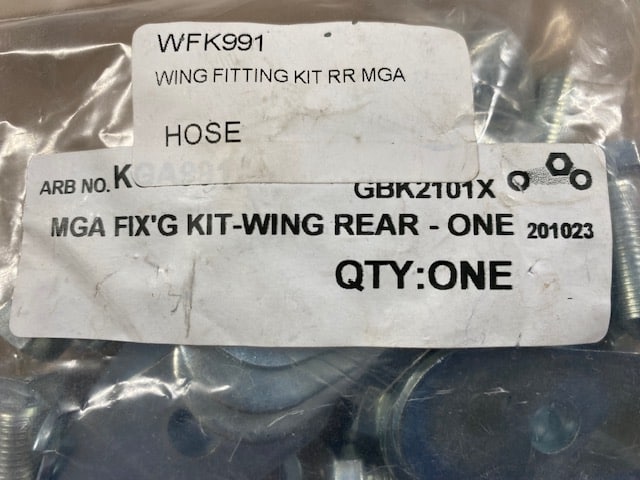 WFK991
WING FITTING KIT RR MGA
HOSE
ARB NO. K
GBK2101X
MGA FIX'G KIT-WING REAR - ONE 201023
QTY:ONE